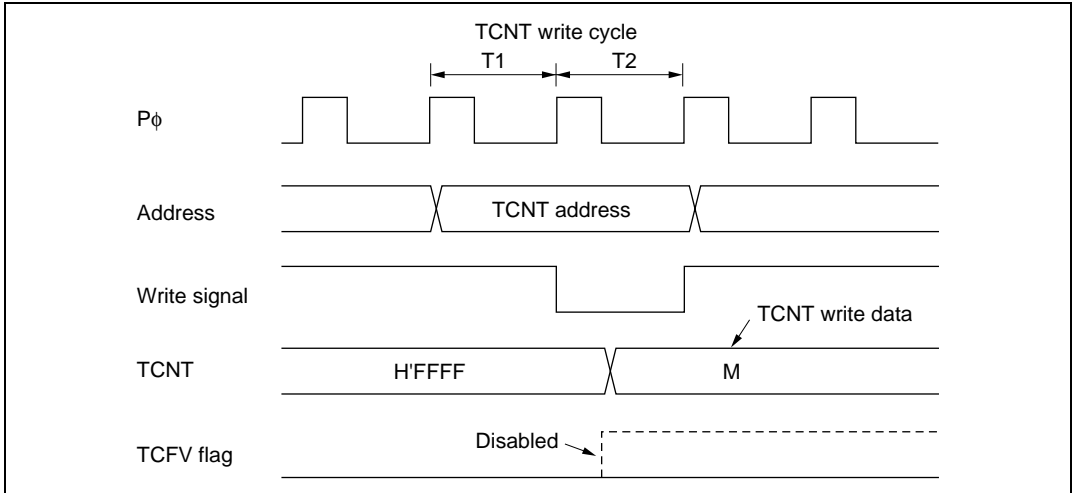 TCNT write cycle
T1 T2
Pϕ
Address
TCNT address
Write signal
TCNT write data
TCNT
H'FFFF
M
Disabled
TCFV flag